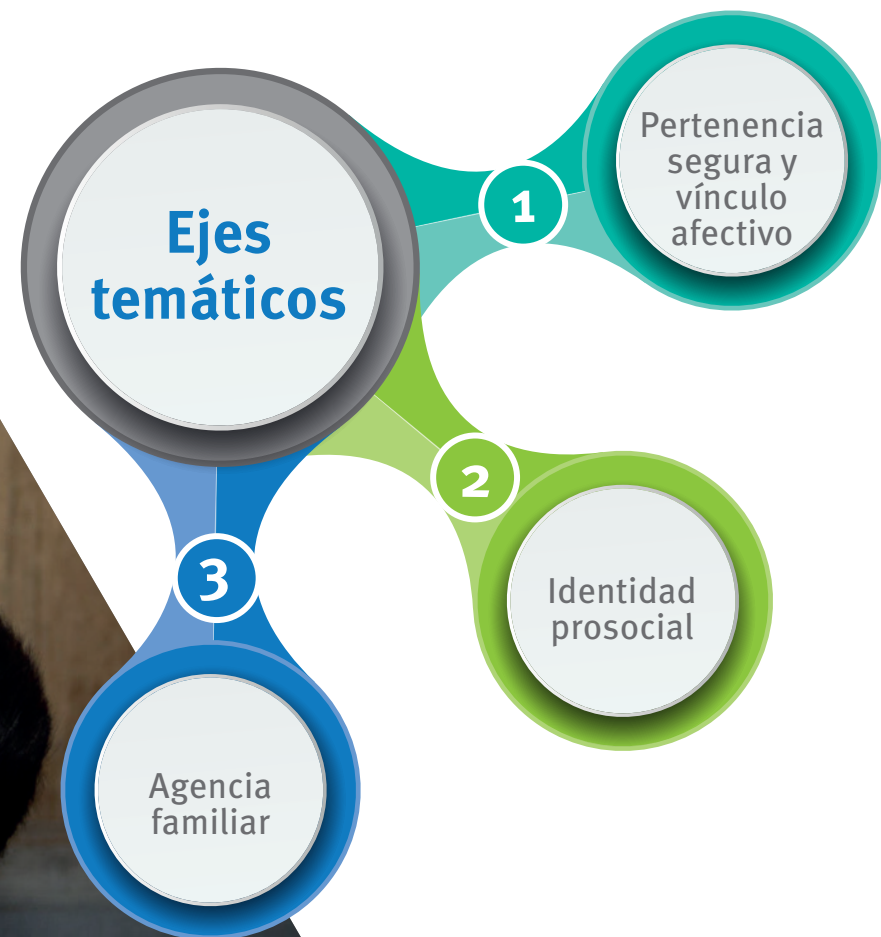 Ejes
temáticos
1
Pertenencia
segura y
vínculo
afectivo
2
Identidad
prosocial
3
Agencia
familiar